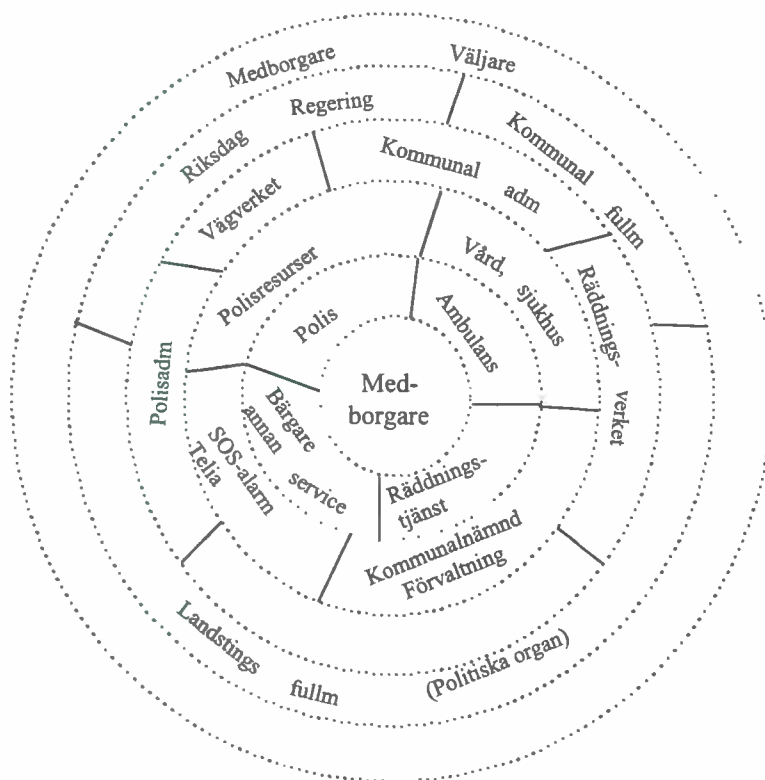 Medborgare
Väljare
Riksdag
Regering
Kommunal
fullm
Vägverket
Kommunal
adm
Polisresurser
Vård,
sjukhus
Räddnings-
verket
Polis
Ambulans
Polisadm
Med-
borgare
Bärgare
annan
service
SOS-alarm
Telia
Räddnings-
tjänst
Kommunalnämnd
Förvaltning
Landstings
fullm
(Politiska organ)